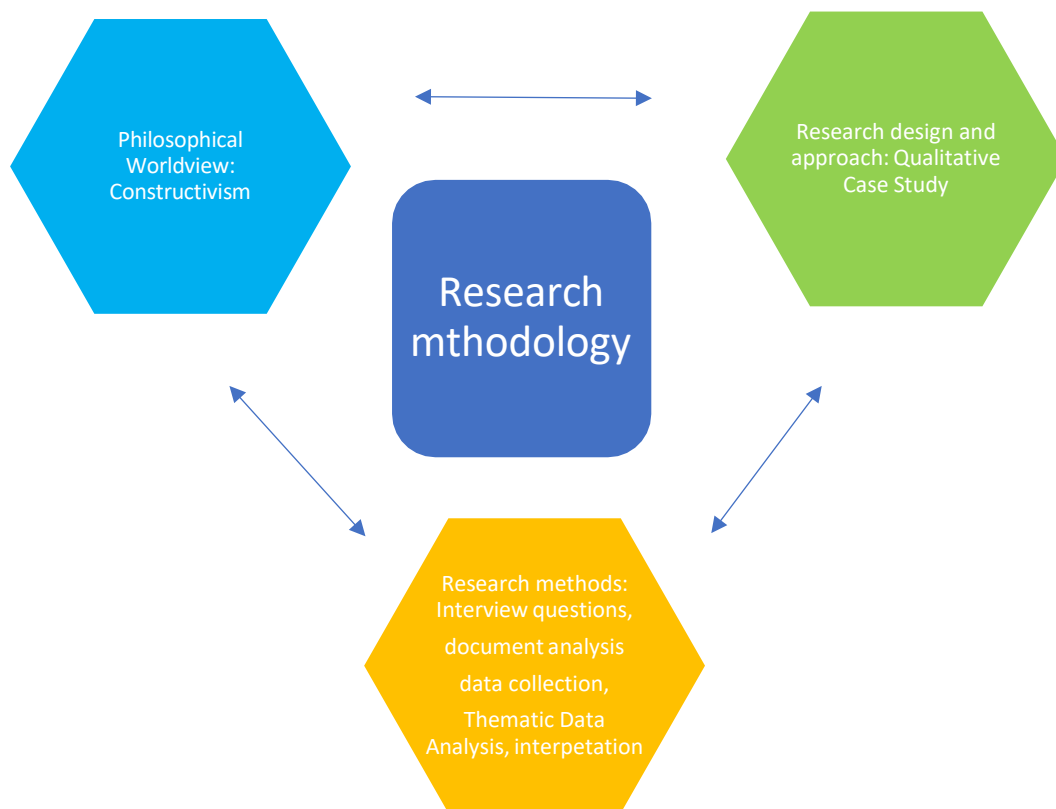 Philosophical
Worldview:
Constructivism
Research design and
approach: Qualitative
Case Study
Research
mthodology
Research methods:
Interview questions,
document analysis
data collection,
Thematic Data
Analysis, interpetation